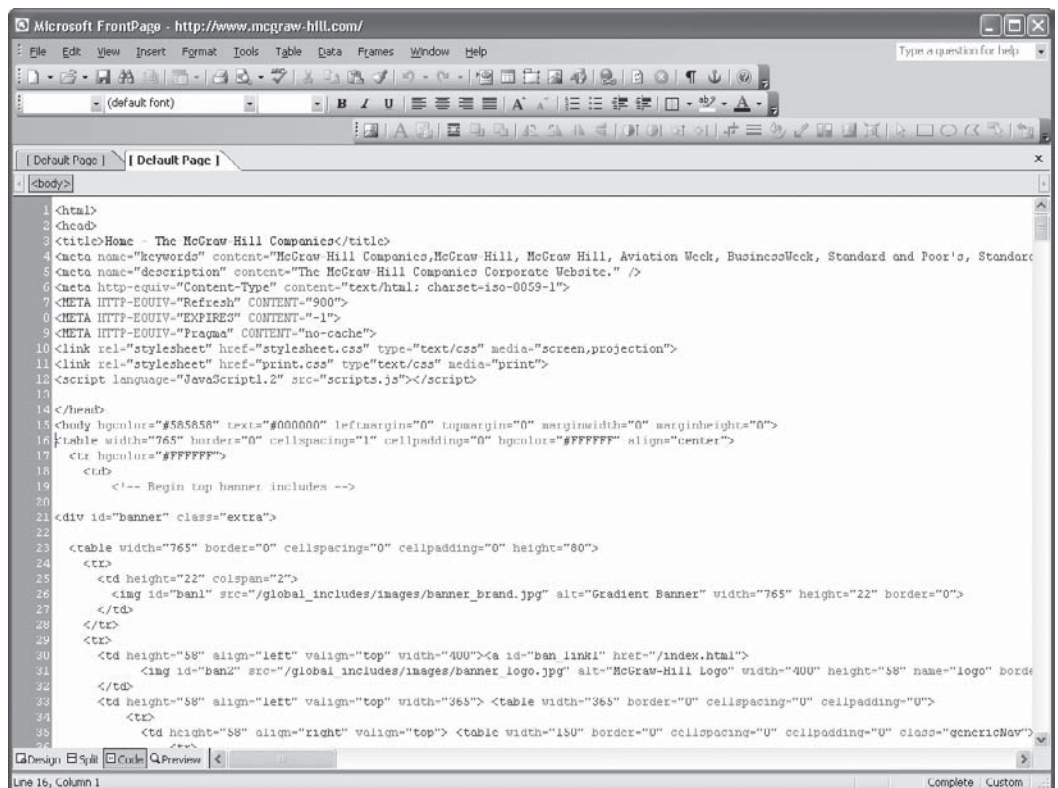 Microsoft FrontPage - http://www.mcgraw-hill.com/
File Edit View Insert Format Tools Table Data Frames Window Help
Type a question for help
(default font)
B I U
[ Default Page ] [ Default Page ]
<body>
1 <html>
2 <head>
3 <title>Home - The McGraw-Hill Companies</title>
4 <meta name="keywords" content="McGraw-Hill Companies,McGraw-Hill, McGraw Hill, Aviation Week, BusinessWeek, Standard and Poor's, Standard
5 <meta name="description" content="The McGraw-Hill Companies Corporate Website." />
6 <meta http-equiv="Content-Type" content="text/html; charset=iso-8859-1">
7 <META HTTP-EQUIV="Refresh" CONTENT="900">
8 <META HTTP-EQUIV="EXPIRES" CONTENT="-1">
9 <META HTTP-EQUIV="Pragma" CONTENT="no-cache">
10 <link rel="stylesheet" href="stylesheet.css" type="text/css" media="screen,projection">
11 <link rel="stylesheet" href="print.css" type"text/css" media="print">
12 <script language="JavaScript1.2" src="scripts.js"></script>
13
14 </head>
15 <body bgcolor="#585858" text="#000000" leftmargin="0" topmargin="0" marginwidth="0" marginheight="0">
16 <table width="765" border="0" cellspacing="1" cellpadding="0" bgcolor="#FFFFFF" align="center">
17 <tr bgcolor="#FFFFFF">
18 <td>
19 <!-- Begin top banner includes -->
20
21 <div id="banner" class="extra">
22
23 <table width="765" border="0" cellspacing="0" cellpadding="0" height="80">
24 <tr>
25 <td height="22" colspan="2">
26 <img id="ban1" src="/global_includes/images/banner_brand.jpg" alt="Gradient Banner" width="765" height="22" border="0">
27 </td>
28 </tr>
29 <tr>
30 <td height="58" align="left" valign="top" width="400"><a id="ban_link1" href="/index.html">
31 <img id="ban2" src="/global_includes/images/banner_logo.jpg" alt="McGraw-Hill Logo" width="400" height="58" name="logo" borde
32 </td>
33 <td height="58" align="left" valign="top" width="365"> <table width="365" border="0" cellspacing="0" cellpadding="0">
34 <tr>
35 <td height="58" align="right" valign="top"> <table width="150" border="0" cellspacing="0" cellpadding="0" class="genericNav">
36 <tr>
Design Split Code Preview
Line 16, Column 1
Complete Custom